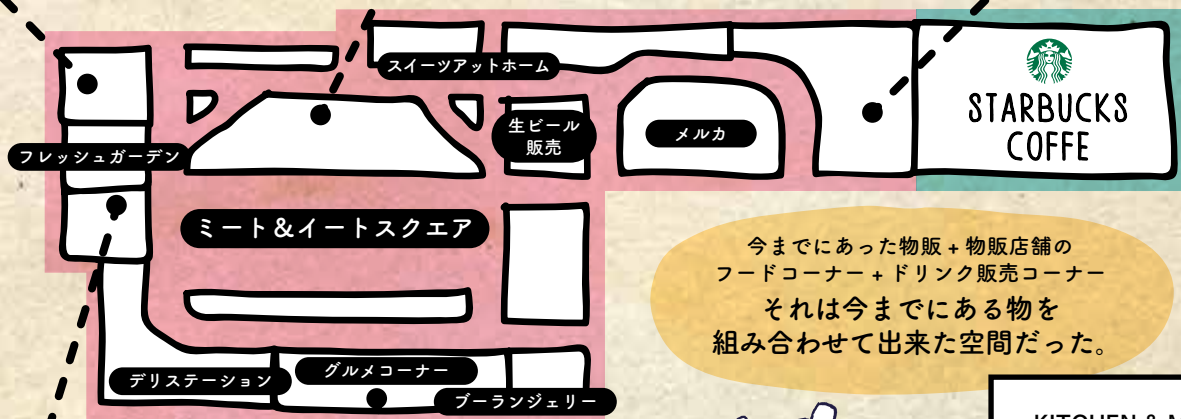 スイーツアットホーム
生ビール
販売
メルカ
STARBUCKS
COFFE
フレッシュガーデン
ミート&イートスクエア
今までにあった物販 + 物販店舗の
フードコーナー + ドリンク販売コーナー
それは今までにある物を
組み合わせて出来た空間だった。
デリステーション
グルメコーナー
ブーランジェリー